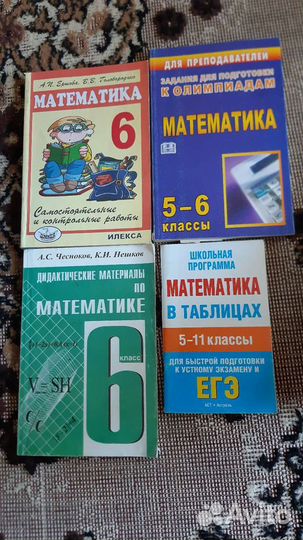 А.П. Ершова, В.В. Голобородько
МАТЕМАТИКА
6
Самостоятельные
и контрольные работы
ИЛЕКСА
ДЛЯ ПРЕПОДАВАТЕЛЕЙ
ЗАДАНИЯ ДЛЯ ПОДГОТОВКИ
К ОЛИМПИАДАМ
МАТЕМАТИКА
5–6
КЛАССЫ
А.С. Чесноков, К.И. Нешков
ДИДАКТИЧЕСКИЕ МАТЕРИАЛЫ
ПО
МАТЕМАТИКЕ
6
КЛАСС
V = SH
ШКОЛЬНАЯ
ПРОГРАММА
МАТЕМАТИКА
В ТАБЛИЦАХ
5-11 КЛАССЫ
ДЛЯ БЫСТРОЙ ПОДГОТОВКИ
К УСТНОМУ ЭКЗАМЕНУ И
ЕГЭ
АСТ • Астрель
Avito